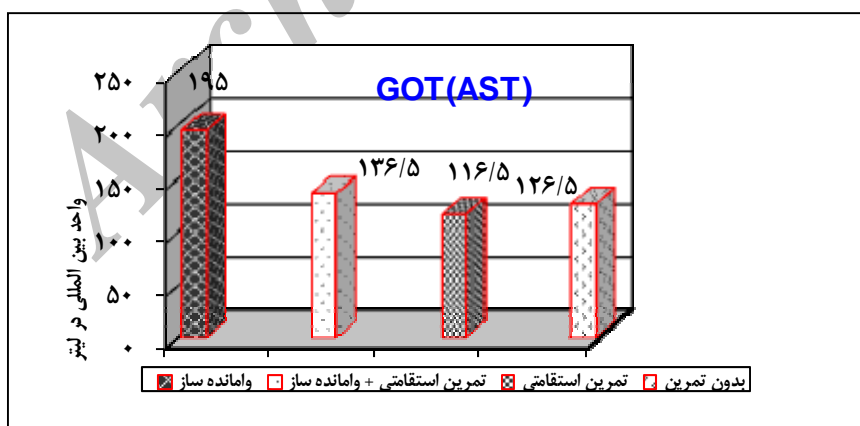 GOT(AST)
۱۹۵
۱۳۶/۵
۱۱۶/۵
۱۲۶/۵
۲۵۰
۲۰۰
۱۵۰
۱۰۰
۵۰
۰
واحد بین المللی در لیتر
وامانده ساز
تمرین استقامتی + وامانده ساز
تمرین استقامتی
بدون تمرین